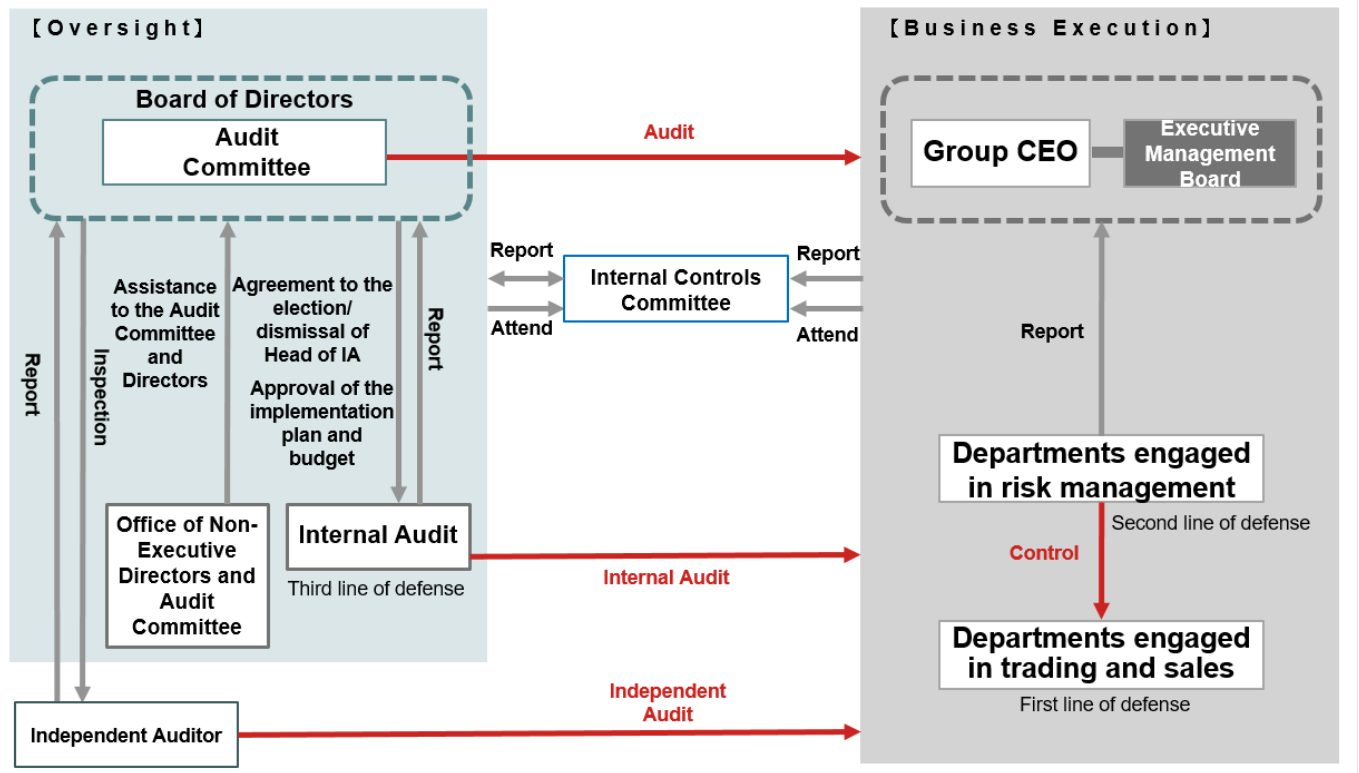 【Oversight】
Board of Directors
Audit
Committee
Audit
【Business Execution】
Group CEO
Executive
Management
Board
Report
Inspection
Assistance
to the Audit
Committee
and
Directors
Agreement to the
election/
dismissal of
Head of IA
Approval of the
implementation
plan and
budget
Report
Report
Attend
Internal Controls
Committee
Report
Attend
Report
Office of Non-
Executive
Directors and
Audit
Committee
Internal Audit
Third line of defense
Internal Audit
Departments engaged
in risk management
Second line of defense
Control
Departments engaged
in trading and sales
First line of defense
Independent Auditor
Independent
Audit